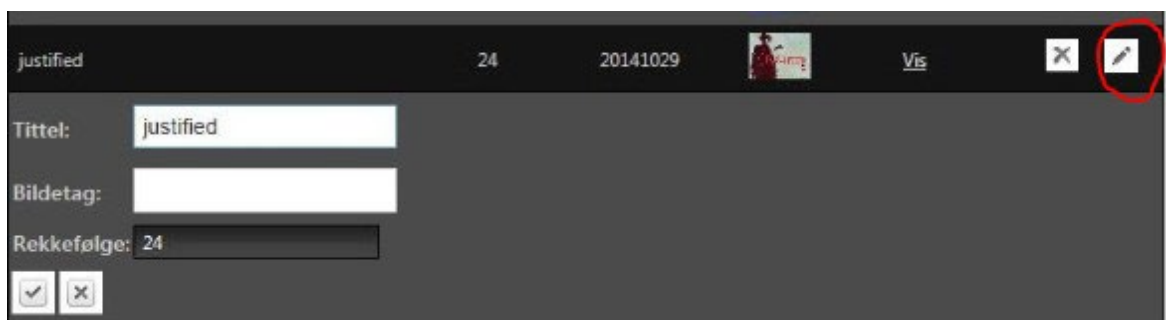 justified 24 20141029 Vis
Tittel: justified
Bildetag:
Rekkefølge: 24